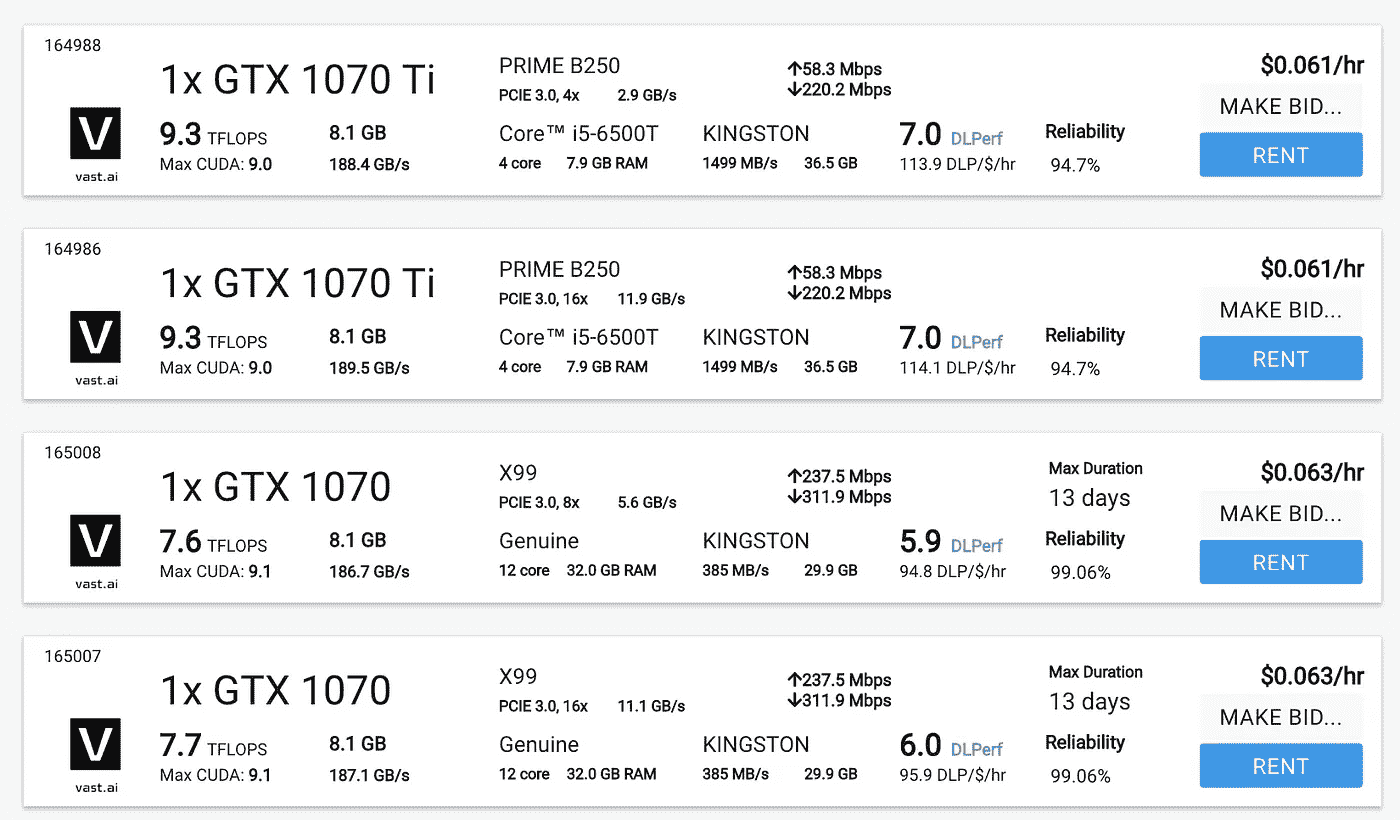 164988
1x GTX 1070 Ti
PRIME B250
PCIE 3.0, 4x 2.9 GB/s
↑58.3 Mbps
↓220.2 Mbps
$0.061/hr
MAKE BID...
V
vast.ai
9.3 TFLOPS 8.1 GB
Max CUDA: 9.0 188.4 GB/s
Core™ i5-6500T KINGSTON
4 core 7.9 GB RAM 1499 MB/s 36.5 GB
7.0 DLPerf
113.9 DLP/$/hr
Reliability
94.7%
RENT
164986
1x GTX 1070 Ti
PRIME B250
PCIE 3.0, 16x 11.9 GB/s
↑58.3 Mbps
↓220.2 Mbps
$0.061/hr
MAKE BID...
V
vast.ai
9.3 TFLOPS 8.1 GB
Max CUDA: 9.0 189.5 GB/s
Core™ i5-6500T KINGSTON
4 core 7.9 GB RAM 1499 MB/s 36.5 GB
7.0 DLPerf
114.1 DLP/$/hr
Reliability
94.7%
RENT
165008
1x GTX 1070
X99
PCIE 3.0, 8x 5.6 GB/s
↑237.5 Mbps
↓311.9 Mbps
Max Duration
13 days
$0.063/hr
MAKE BID...
V
vast.ai
7.6 TFLOPS 8.1 GB
Max CUDA: 9.1 186.7 GB/s
Genuine KINGSTON
12 core 32.0 GB RAM 385 MB/s 29.9 GB
5.9 DLPerf
94.8 DLP/$/hr
Reliability
99.06%
RENT
165007
1x GTX 1070
X99
PCIE 3.0, 16x 11.1 GB/s
↑237.5 Mbps
↓311.9 Mbps
Max Duration
13 days
$0.063/hr
MAKE BID...
V
vast.ai
7.7 TFLOPS 8.1 GB
Max CUDA: 9.1 187.1 GB/s
Genuine KINGSTON
12 core 32.0 GB RAM 385 MB/s 29.9 GB
6.0 DLPerf
95.9 DLP/$/hr
Reliability
99.06%
RENT